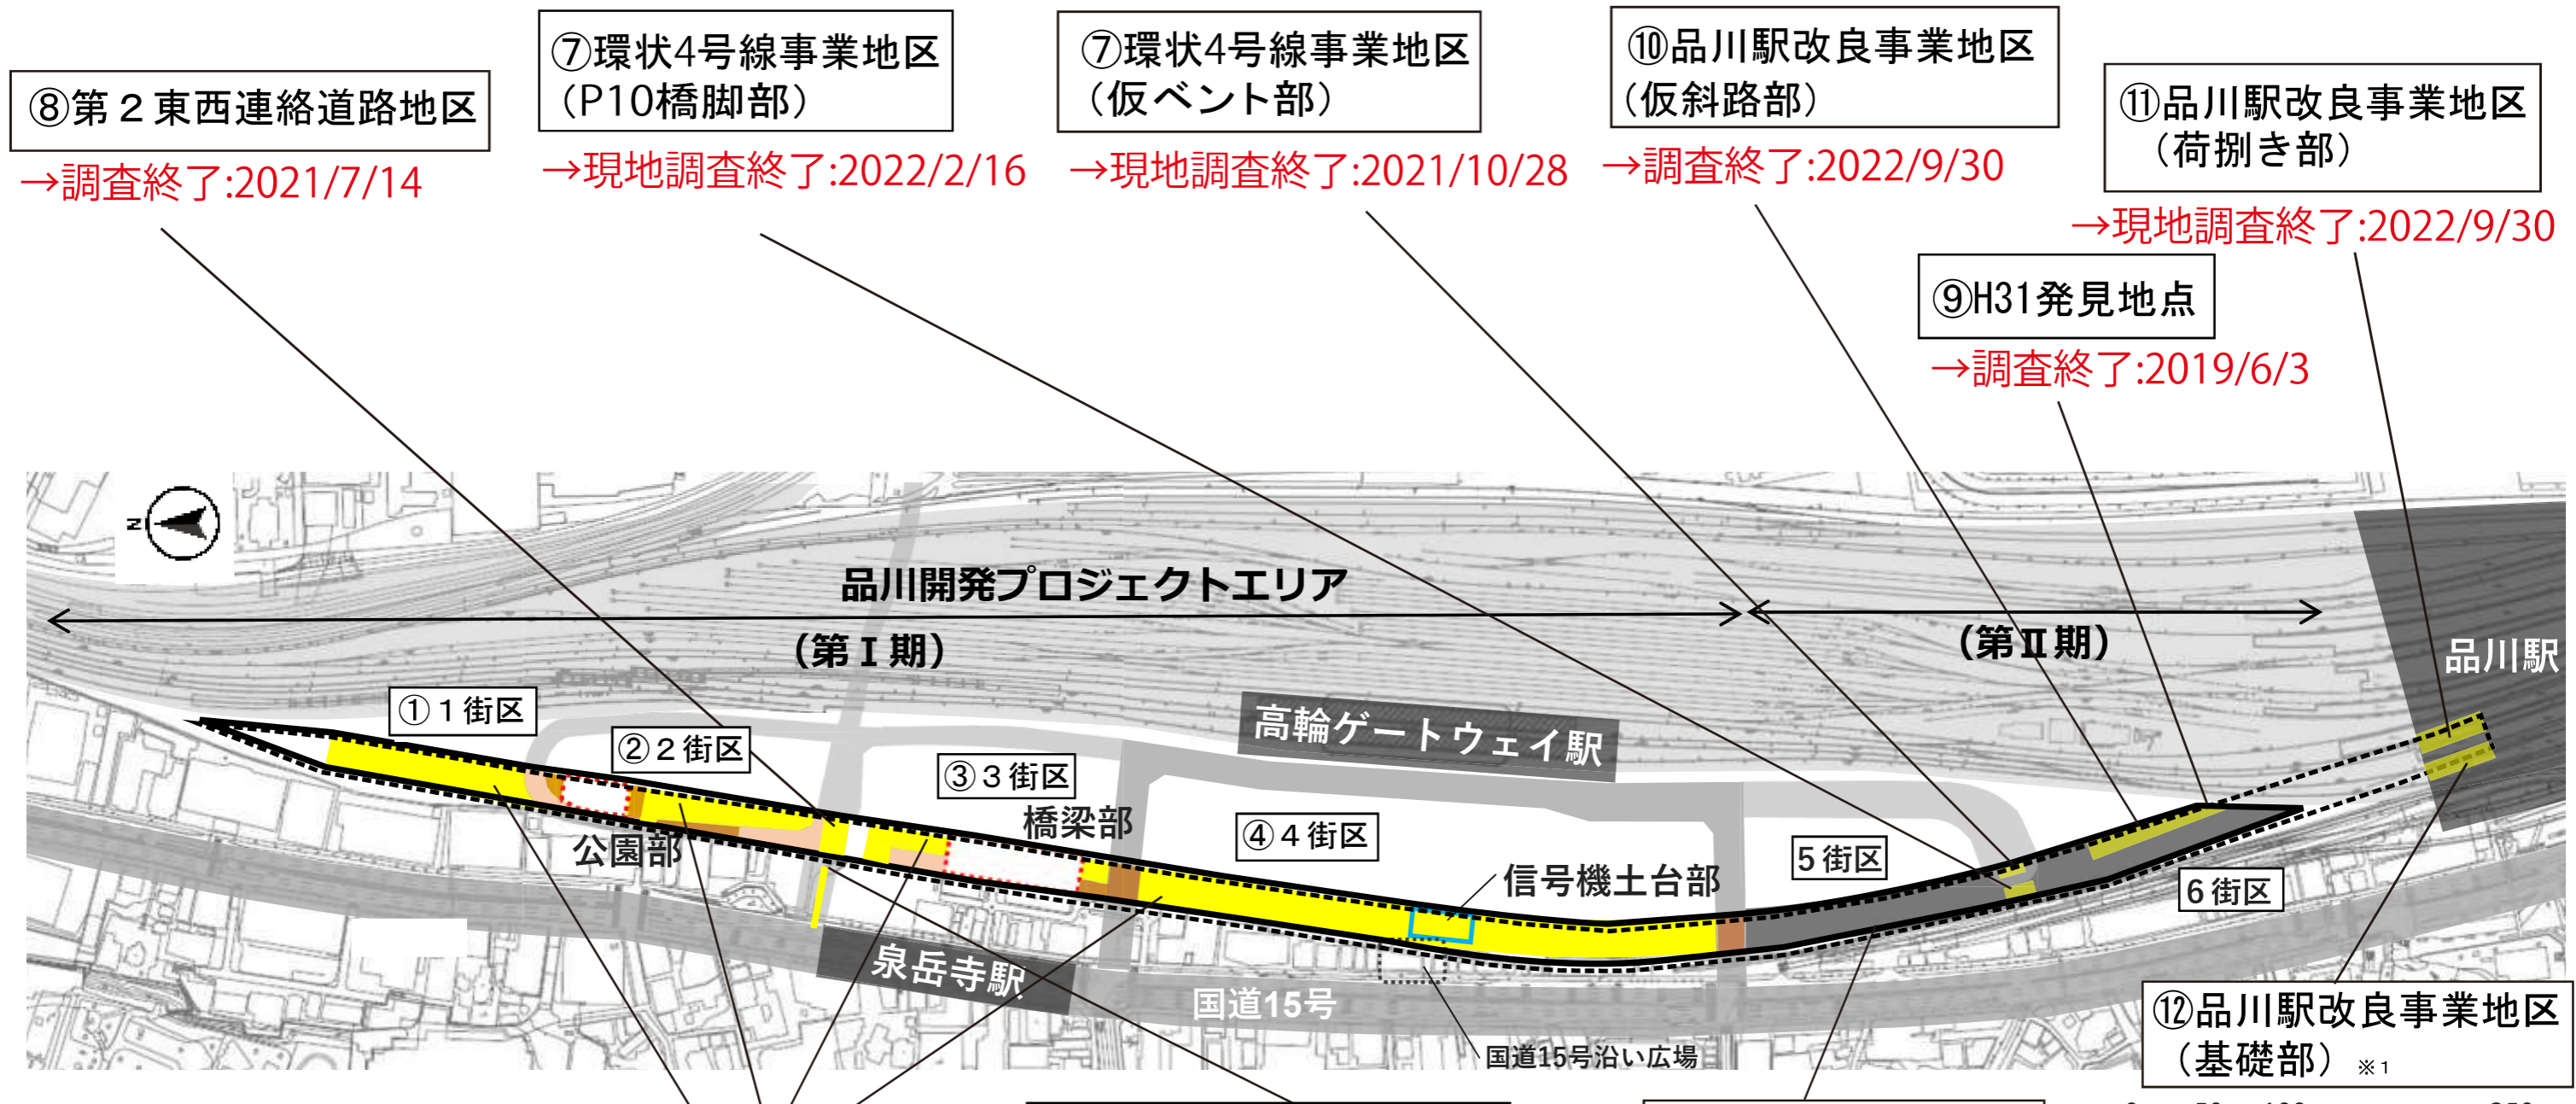 ⑦環状4号線事業地区
(P10橋脚部)
→現地調査終了:2022/2/16
⑦環状4号線事業地区
(仮ベント部)
→現地調査終了:2021/10/28
⑩品川駅改良事業地区
(仮斜路部)
→調査終了:2022/9/30
⑧第２東西連絡道路地区
→調査終了:2021/7/14
⑪品川駅改良事業地区
(荷捌き部)
→現地調査終了:2022/9/30
⑨H31発見地点
→調査終了:2019/6/3
N
品川開発プロジェクトエリア
(第Ⅰ期)
(第Ⅱ期)
品川駅
①１街区
②２街区
③３街区
高輪ゲートウェイ駅
橋梁部
④４街区
公園部
信号機土台部
５街区
６街区
泉岳寺駅
国道15号
国道15号沿い広場
⑫品川駅改良事業地区
(基礎部) ※1